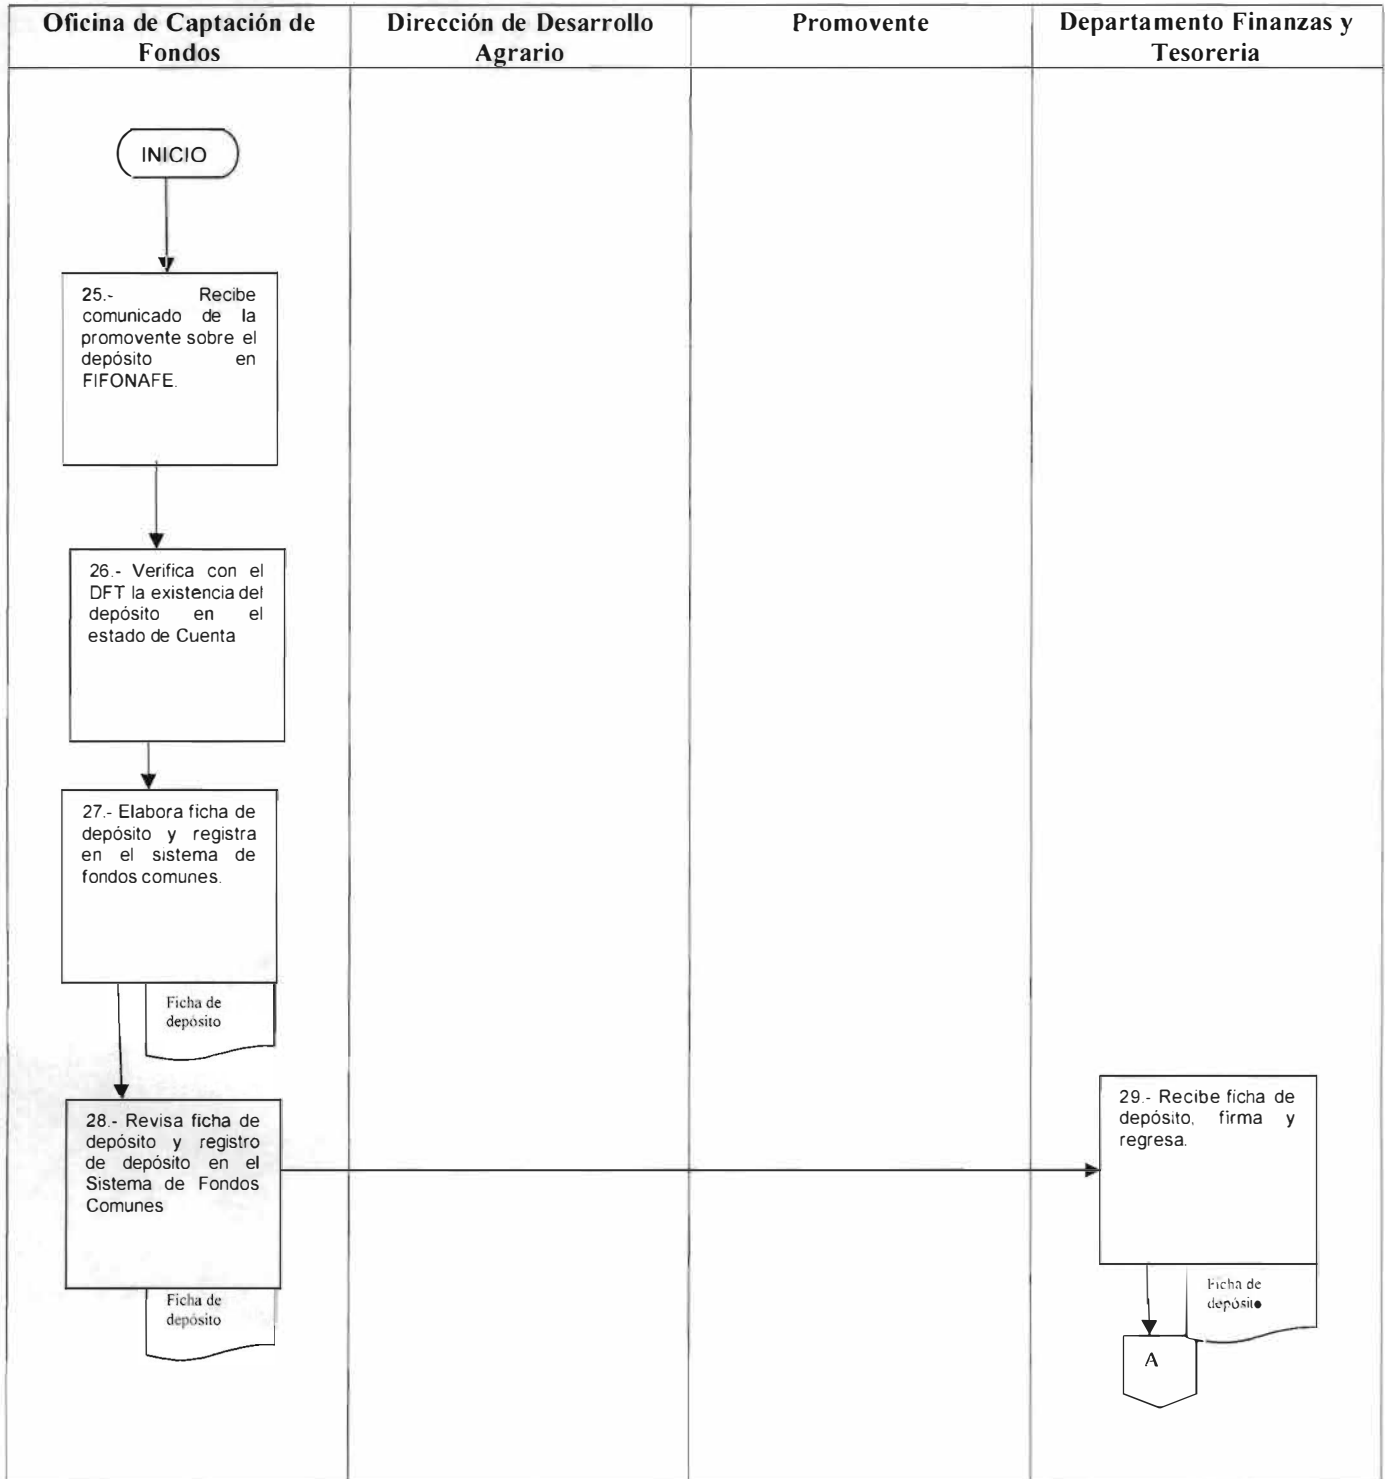 Oficina de Captación de
Fondos
Dirección de Desarrollo
Agrario
Promovente
Departamento Finanzas y
Tesoreria
INICIO
25.- Recibe
comunicado de la
promovente sobre el
depósito en
FIFONAFE.
26.- Verifica con el
DFT la existencia del
depósito en el
estado de Cuenta
27.- Elabora ficha de
depósito y registra
en el sistema de
fondos comunes.
Ficha de
depósito
28.- Revisa ficha de
depósito y registro
de depósito en el
Sistema de Fondos
Comunes
Ficha de
depósito
29.- Recibe ficha de
depósito, firma y
regresa.
Ficha de
depósito
A